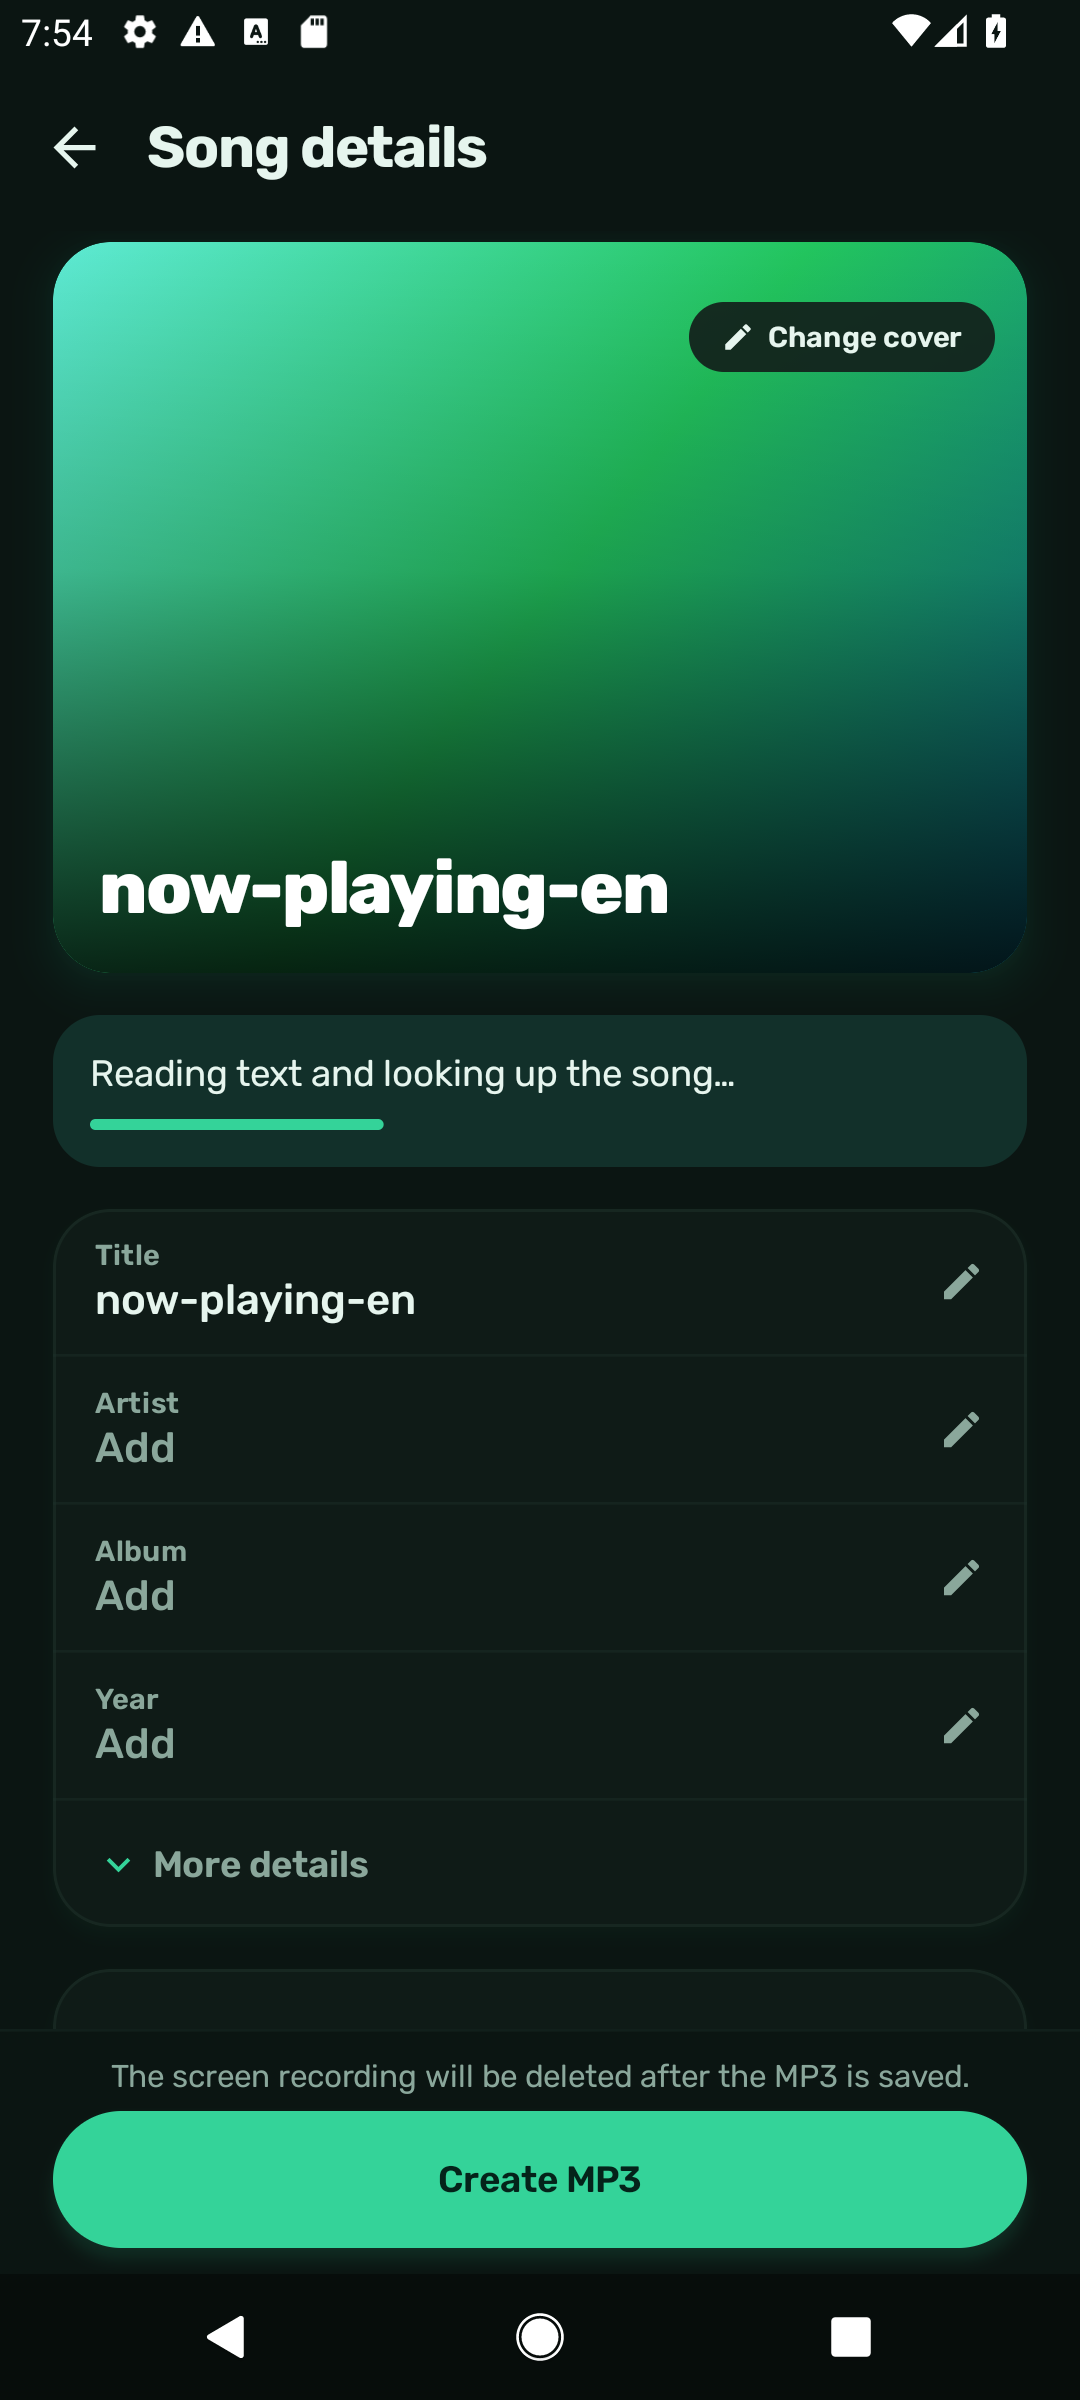 7:54
Song details
Change cover
now-playing-en
Reading text and looking up the song…
Title
now-playing-en
Artist
Add
Album
Add
Year
Add
More details
The screen recording will be deleted after the MP3 is saved.
Create MP3